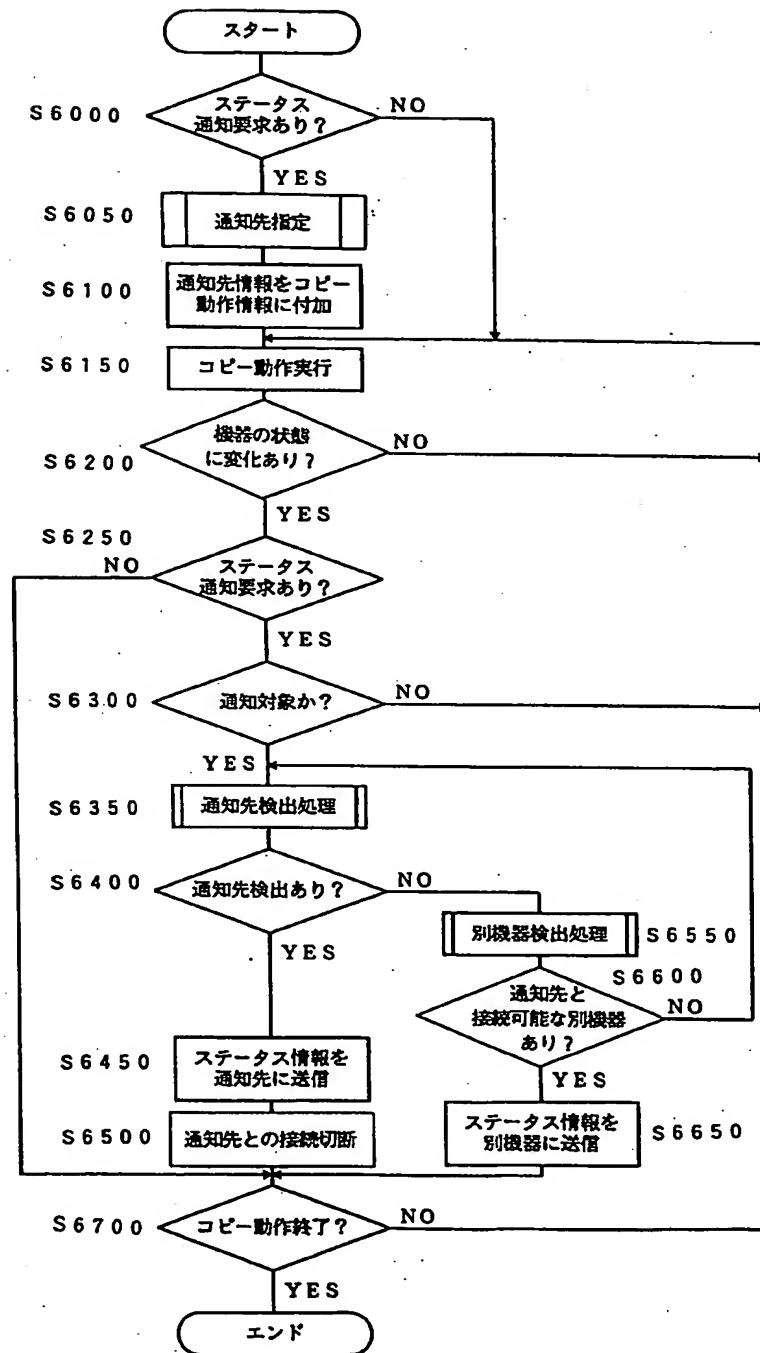 スタート
S6000
ステータス
通知要求あり?
NO
YES
S6050
通知先指定
S6100
通知先情報をコピー
動作情報に付加
S6150
コピー動作実行
S6200
機器の状態
に変化あり?
NO
YES
S6250
NO
ステータス
通知要求あり?
YES
S6300
通知対象か?
NO
YES
S6350
通知先検出処理
S6400
通知先検出あり?
NO
YES
別機器検出処理
S6550
S6600
通知先と
接続可能な別機器
あり?
NO
YES
S6450
ステータス情報を
通知先に送信
S6500
通知先との接続切断
ステータス情報を
別機器に送信
S6650
S6700
コピー動作終了?
NO
YES
エンド